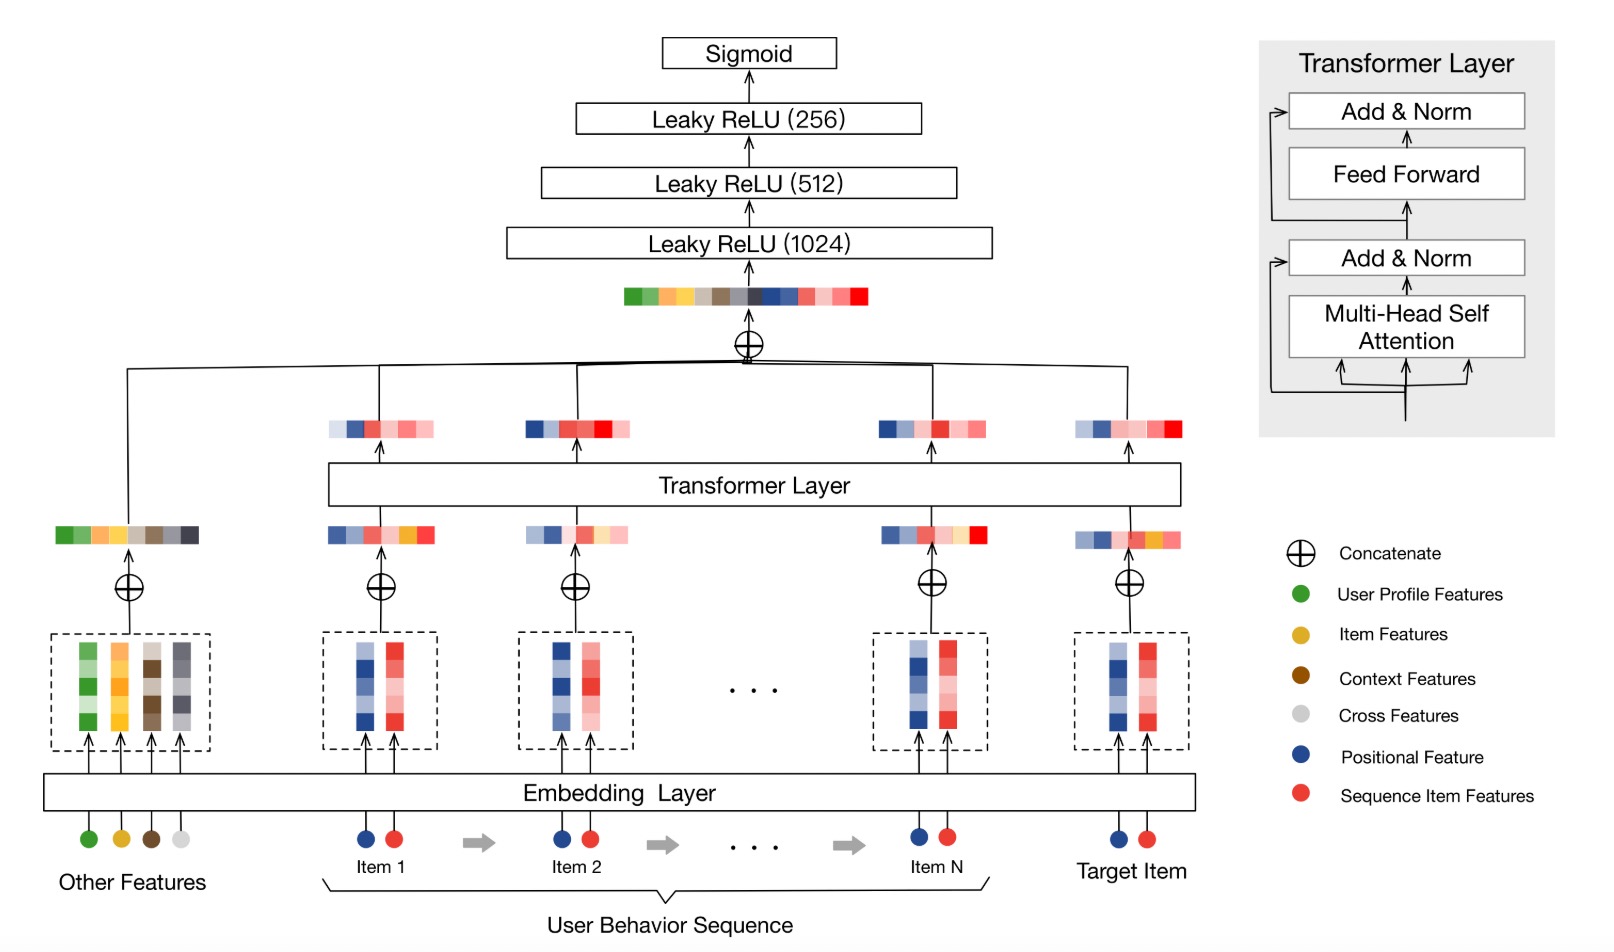 Sigmoid
Leaky ReLU (256)
Leaky ReLU (512)
Leaky ReLU (1024)
Transformer Layer
Embedding Layer
Item 1
Item 2
. . .
. . .
Item N
Other Features
Target Item
User Behavior Sequence
Transformer Layer
Add & Norm
Feed Forward
Add & Norm
Multi-Head Self
Attention
Concatenate
User Profile Features
Item Features
Context Features
Cross Features
Positional Feature
Sequence Item Features